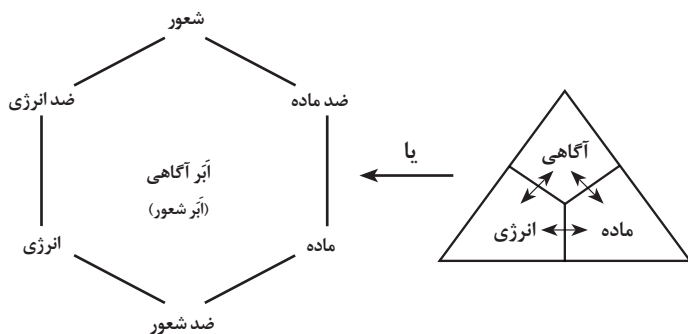 شعور
ضد ماده
ضد انرژی
آگاهی
یا
اَبَر آگاهی
(اَبَر شعور)
ماده
انرژی
ماده
انرژی
ضد شعور